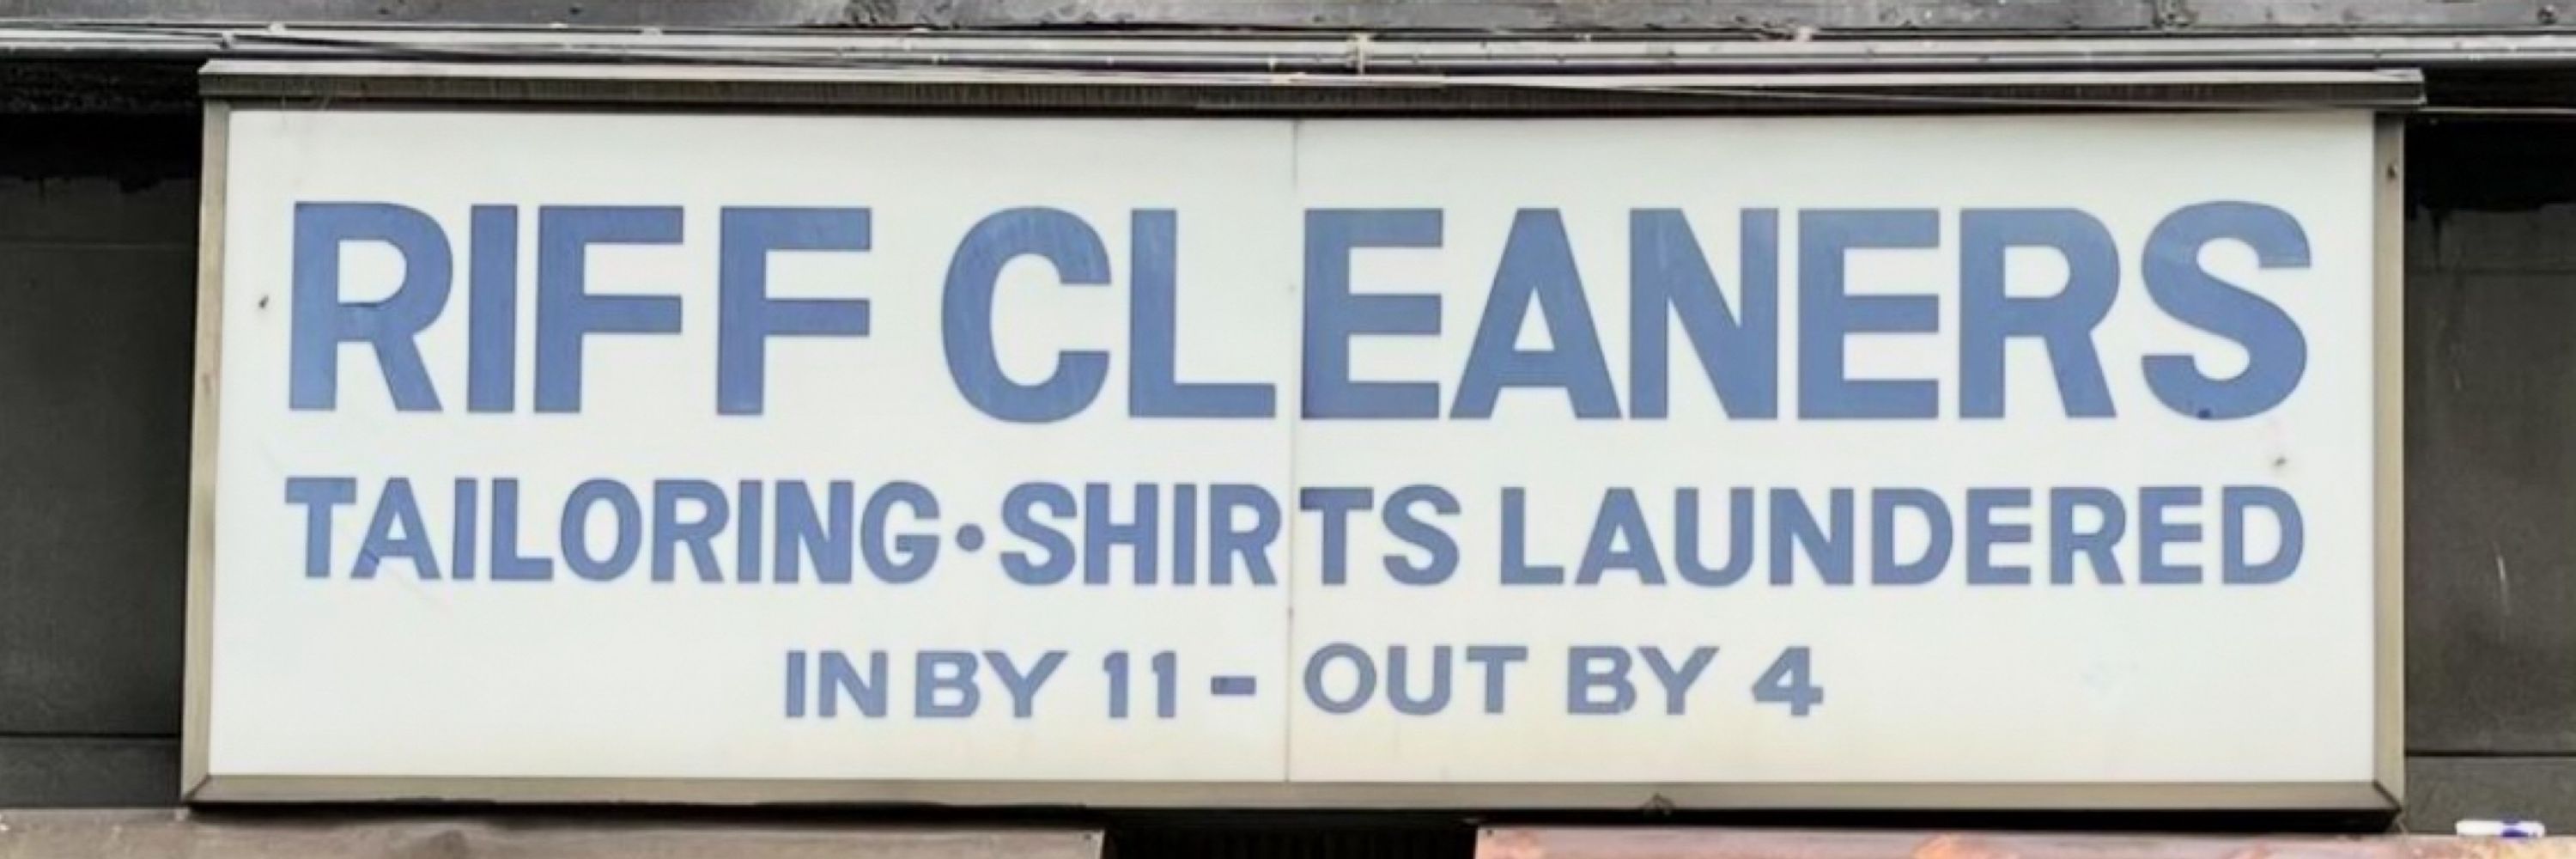 RIFF CLEANERS
TAILORING•SHIRTS LAUNDERED
IN BY 11 - OUT BY 4